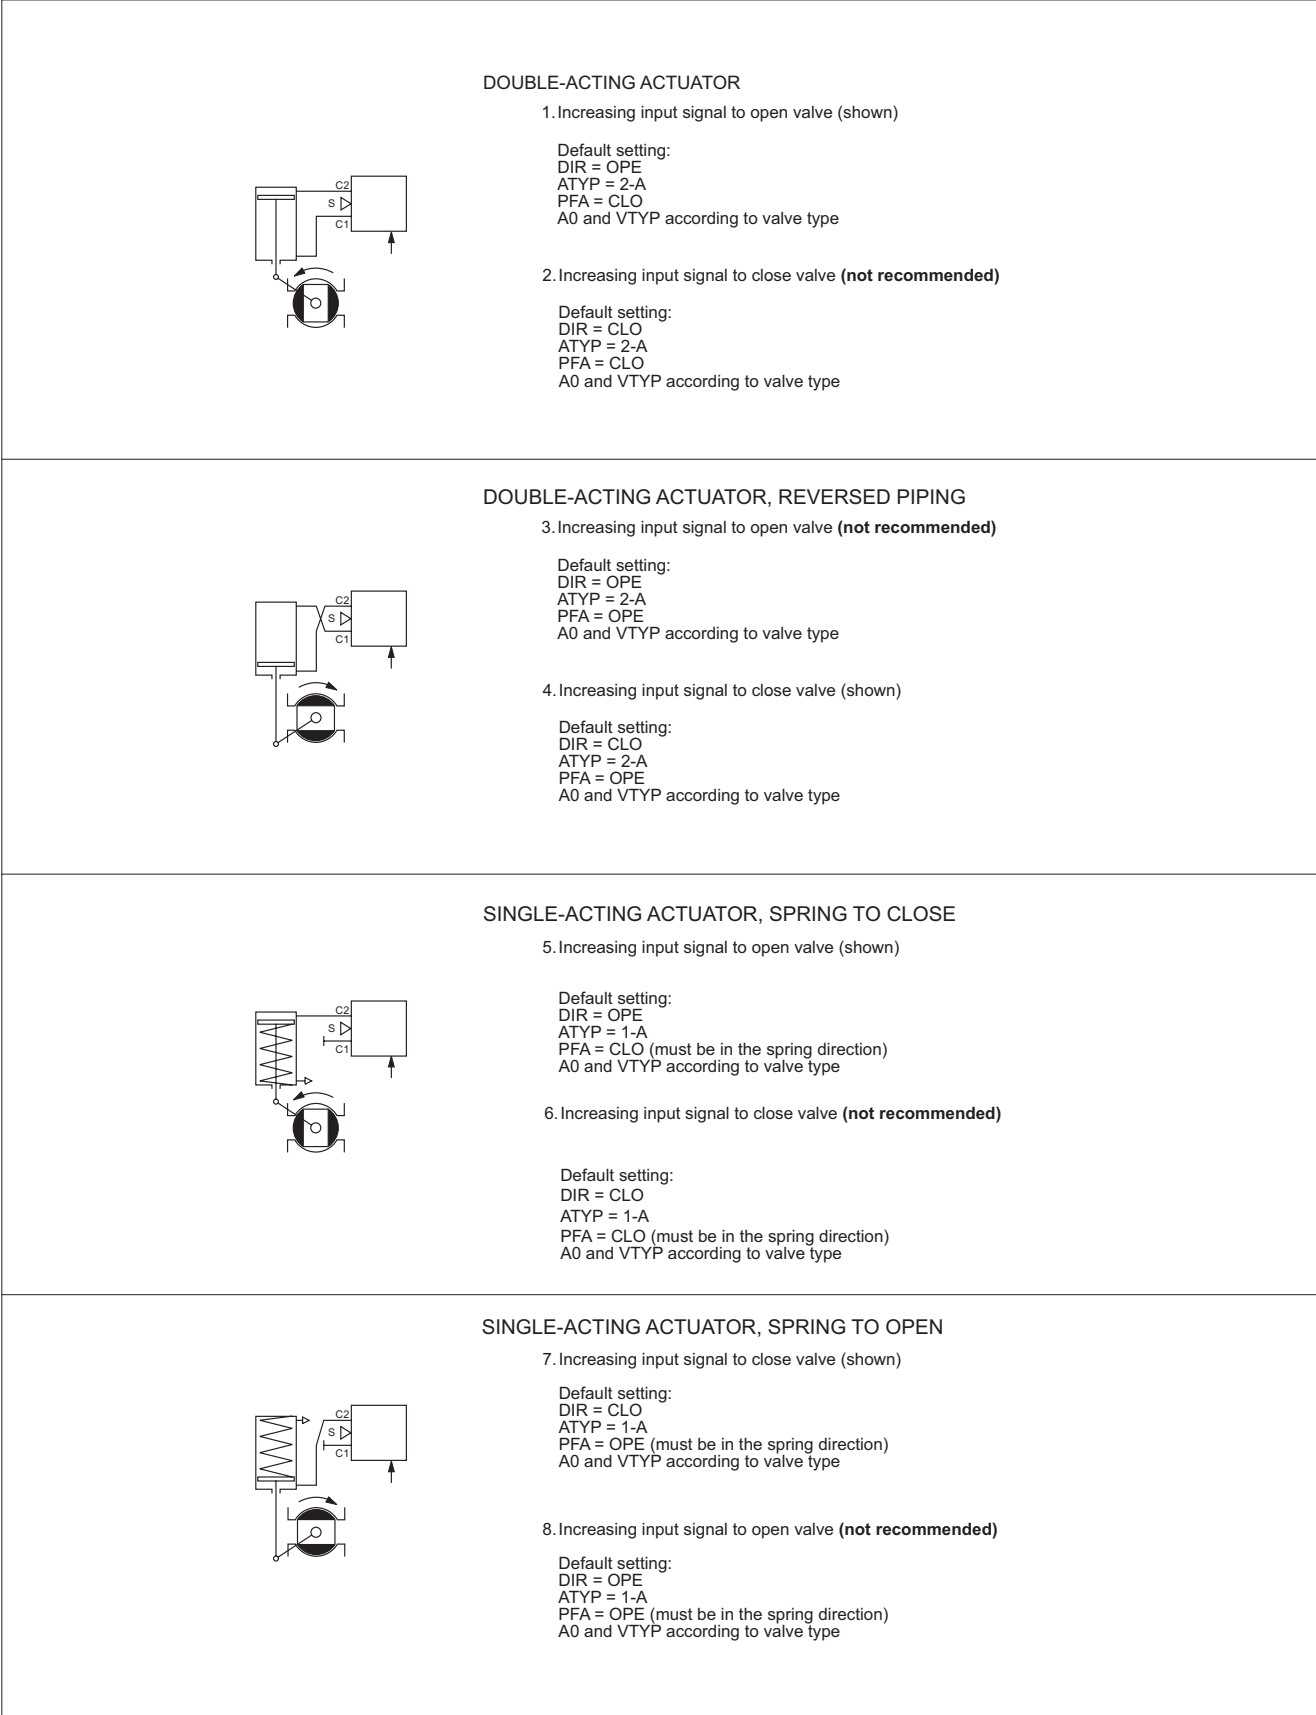 DOUBLE-ACTING ACTUATOR
1. Increasing input signal to open valve (shown)
Default setting:
DIR = OPE
ATYP = 2-A
PFA = CLO
A0 and VTYP according to valve type
C2
S
C1
2. Increasing input signal to close valve (not recommended)
Default setting:
DIR = CLO
ATYP = 2-A
PFA = CLO
A0 and VTYP according to valve type
DOUBLE-ACTING ACTUATOR, REVERSED PIPING
3. Increasing input signal to open valve (not recommended)
Default setting:
DIR = OPE
ATYP = 2-A
PFA = OPE
A0 and VTYP according to valve type
C2
S
C1
4. Increasing input signal to close valve (shown)
Default setting:
DIR = CLO
ATYP = 2-A
PFA = OPE
A0 and VTYP according to valve type
SINGLE-ACTING ACTUATOR, SPRING TO CLOSE
5. Increasing input signal to open valve (shown)
Default setting:
DIR = OPE
ATYP = 1-A
PFA = CLO (must be in the spring direction)
A0 and VTYP according to valve type
C2
S
C1
6. Increasing input signal to close valve (not recommended)
Default setting:
DIR = CLO
ATYP = 1-A
PFA = CLO (must be in the spring direction)
A0 and VTYP according to valve type
SINGLE-ACTING ACTUATOR, SPRING TO OPEN
7. Increasing input signal to close valve (shown)
Default setting:
DIR = CLO
ATYP = 1-A
PFA = OPE (must be in the spring direction)
A0 and VTYP according to valve type
C2
S
C1
8. Increasing input signal to open valve (not recommended)
Default setting:
DIR = OPE
ATYP = 1-A
PFA = OPE (must be in the spring direction)
A0 and VTYP according to valve type